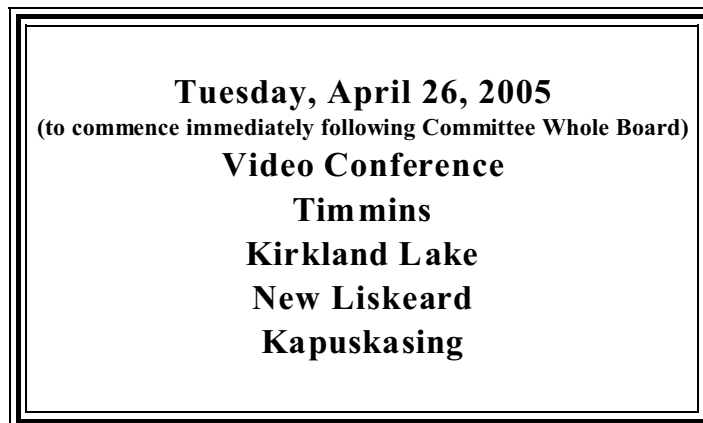 Tuesday, April 26, 2005
(to commence immediately following Committee Whole Board)
Video Conference
Timmins
Kirkland Lake
New Liskeard
Kapuskasing